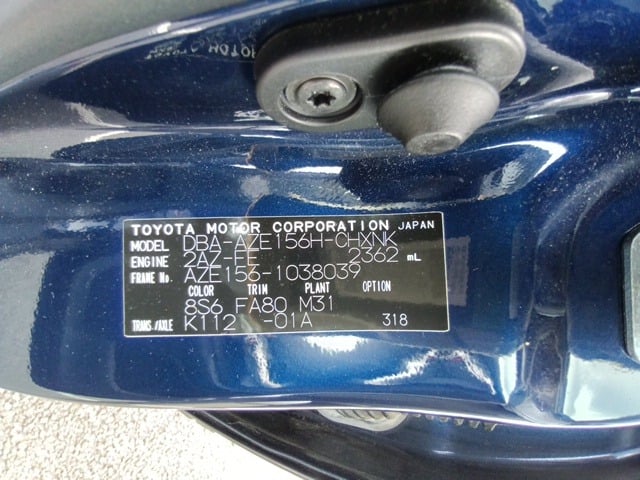 TOYOTA MOTOR CORPORATION JAPAN
MODEL DBA-AZE156H-CHXNK
ENGINE 2AZ-FE 2362 mL
FRAME No. AZE156-1038039
COLOR TRIM PLANT OPTION
8S6 FA80 M31
TRANS./AXLE K112 -01A 318